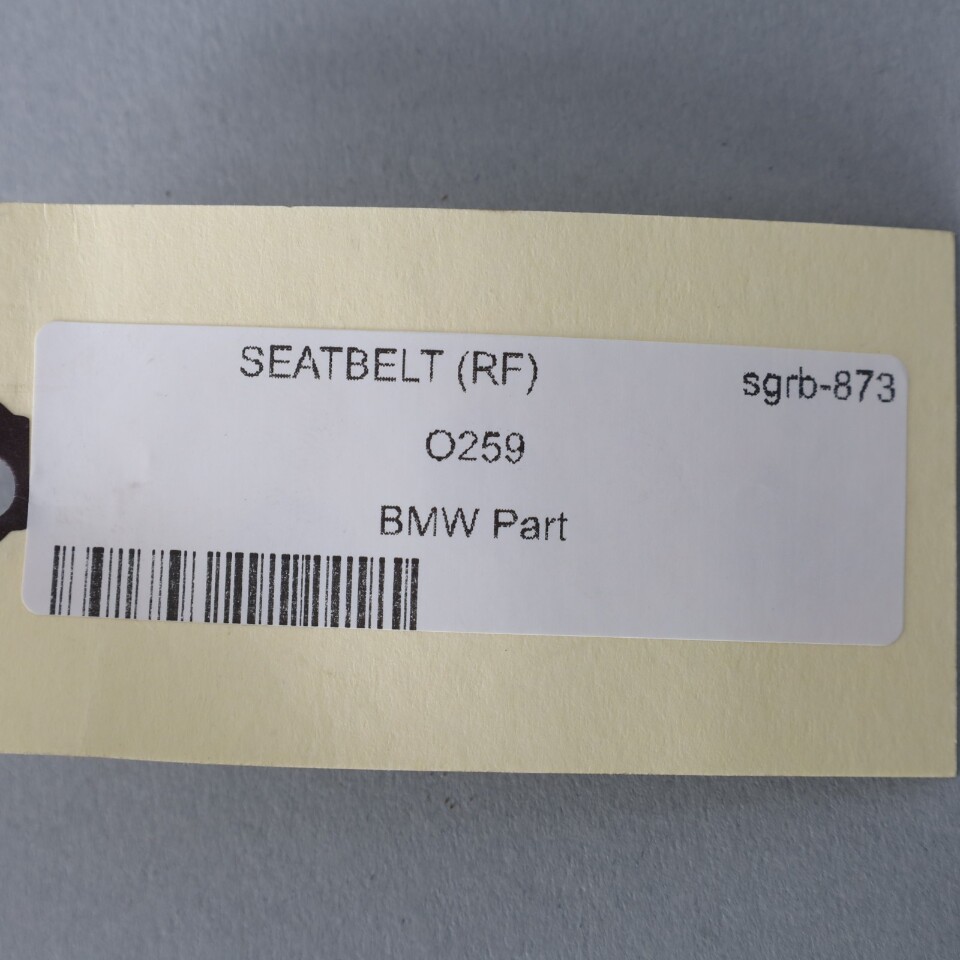 SEATBELT (RF)
sgrb-873
O259
BMW Part